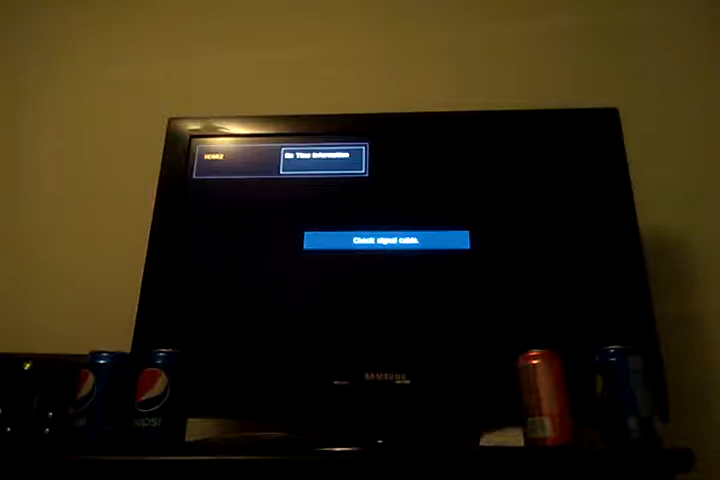 HDMI2
No Time Information
Check signal cable.
SAMSUNG
pepsi